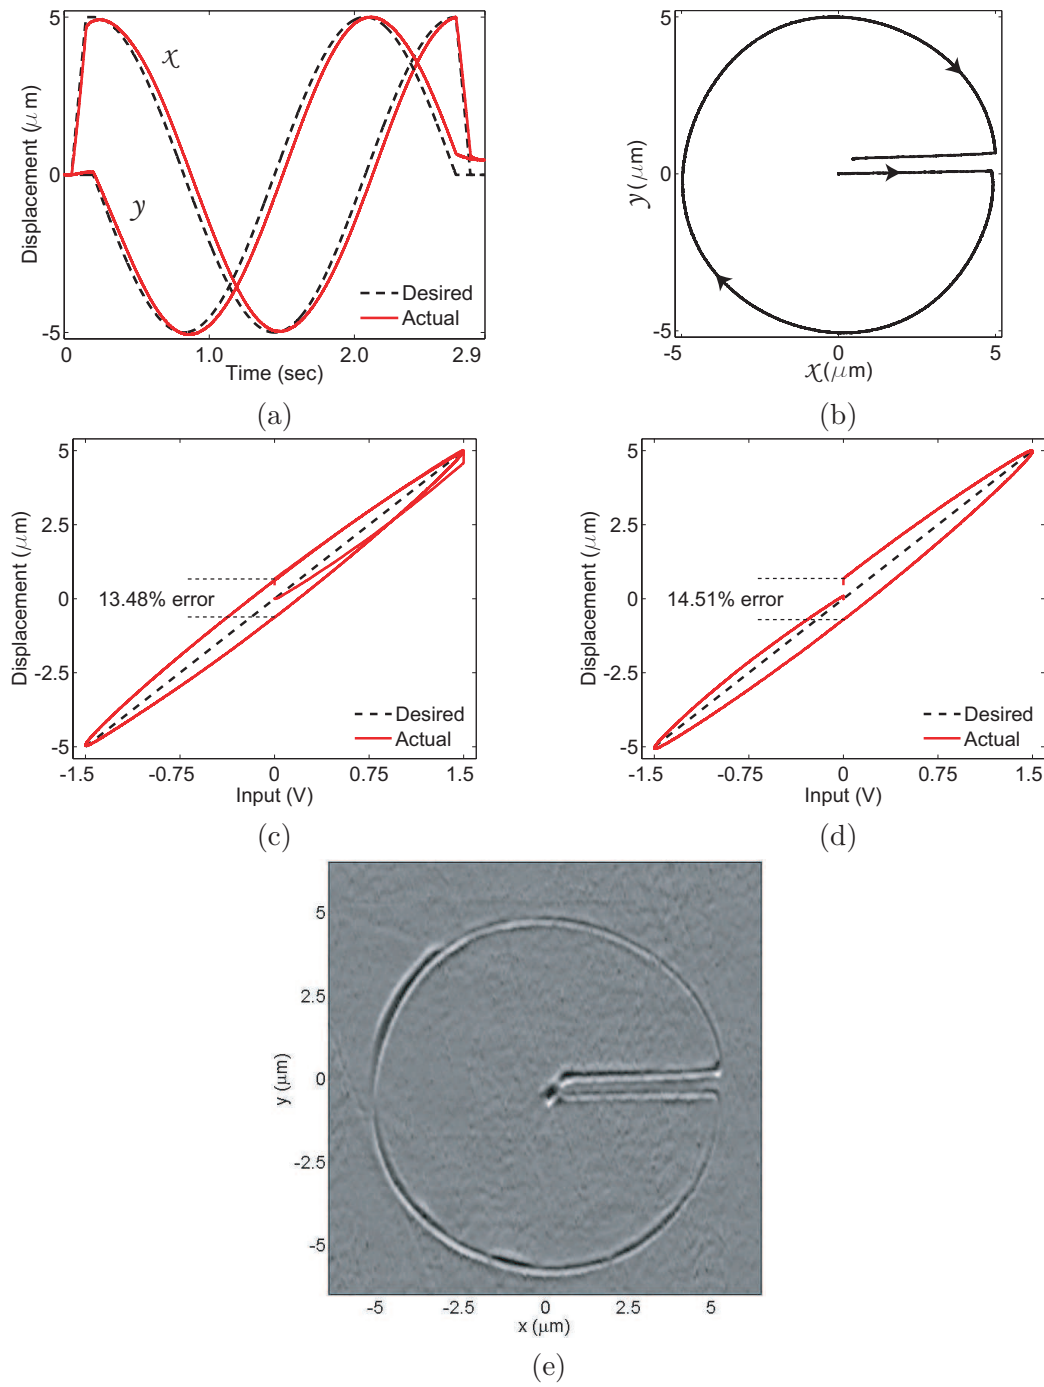 5
0
-5
Displacement (μm)
x
y
Desired
Actual
0
1.0
2.0
2.9
Time (sec)
(a)
5
0
-5
y(μm)
-5
0
5
x(μm)
(b)
5
2.5
0
-2.5
-5
Displacement (μm)
13.48% error
Desired
Actual
-1.5
-0.75
0
0.75
1.5
Input (V)
(c)
5
2.5
0
-2.5
-5
Displacement (μm)
14.51% error
Desired
Actual
-1.5
-0.75
0
0.75
1.5
Input (V)
(d)
5
2.5
0
-2.5
-5
y (μm)
-5
-2.5
0
2.5
5
x (μm)
(e)